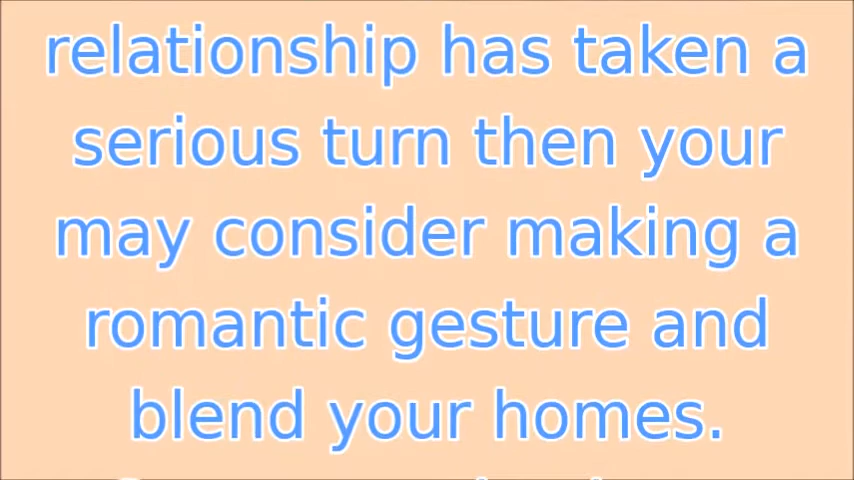 relationship has taken a
serious turn then your
may consider making a
romantic gesture and
blend your homes.